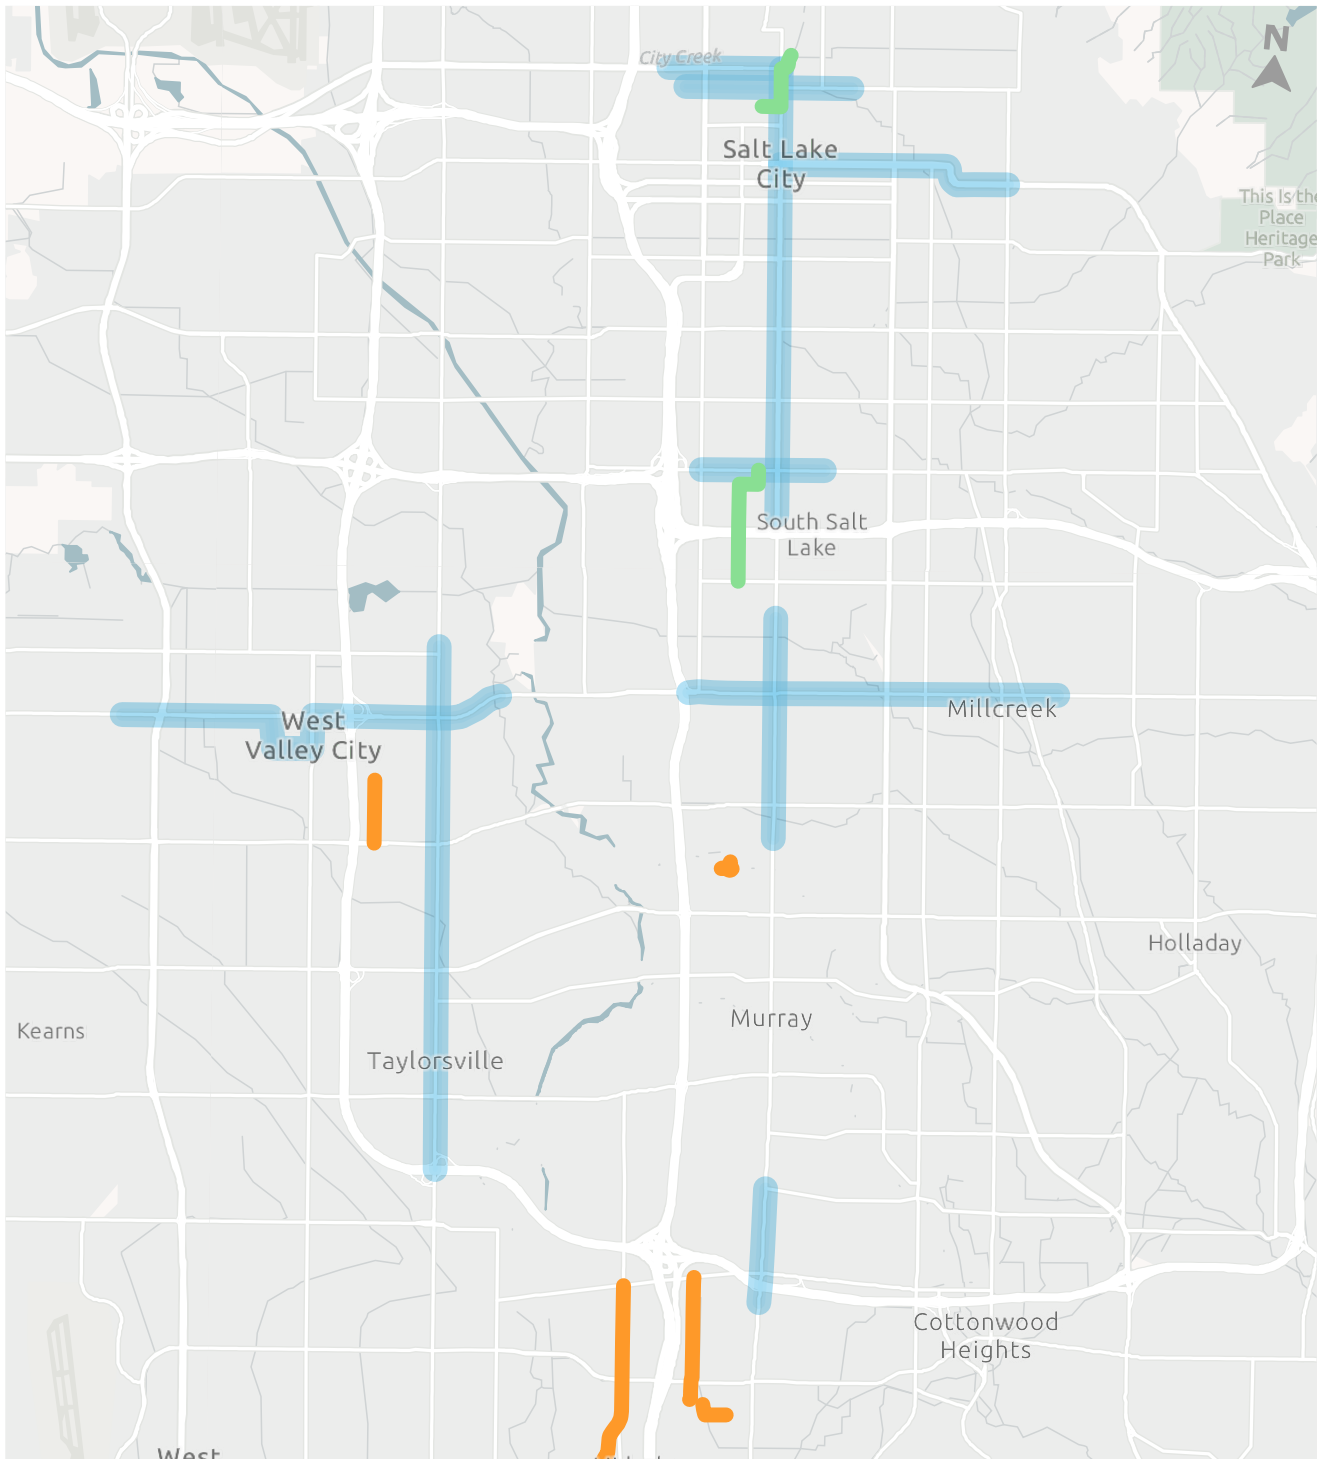 N
City Creek
Salt Lake
City
This Is the
Place
Heritage
Park
South Salt
Lake
Millcreek
West
Valley City
Holladay
Murray
Kearns
Taylorsville
Cottonwood
Heights
West